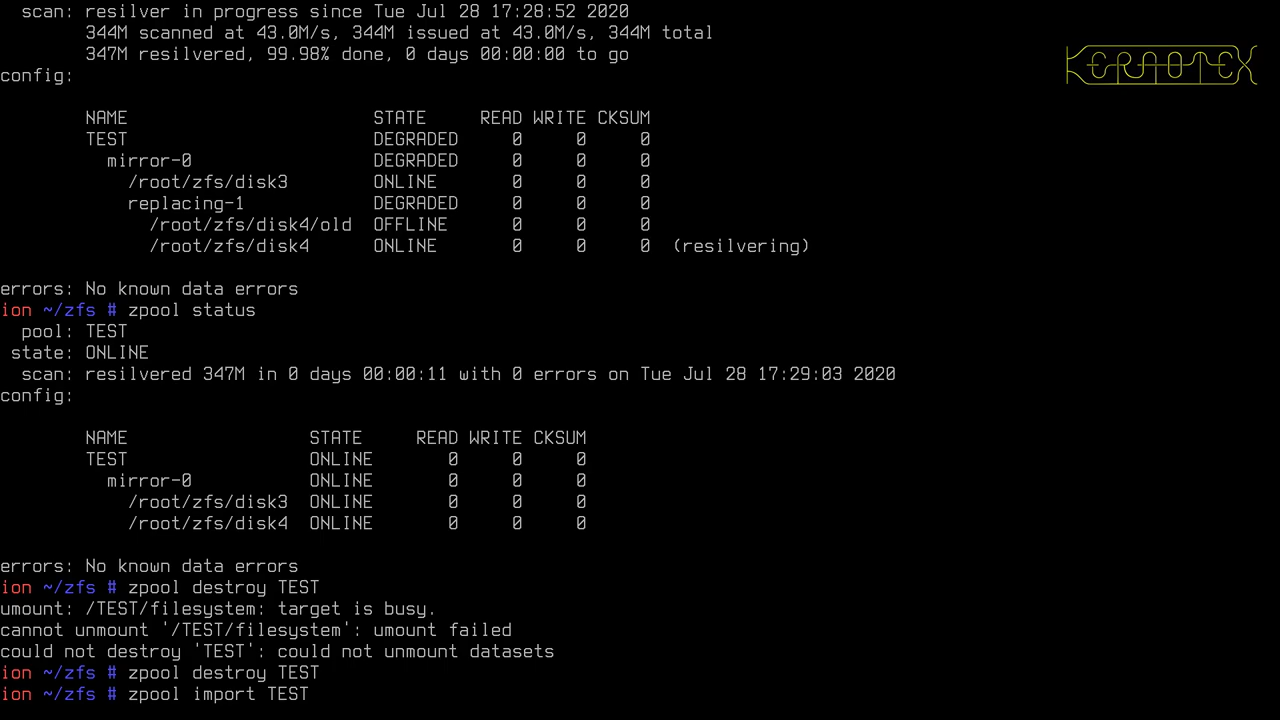 scan: resilver in progress since Tue Jul 28 17:28:52 2020
344M scanned at 43.0M/s, 344M issued at 43.0M/s, 344M total
347M resilvered, 99.98% done, 0 days 00:00:00 to go
config:
KERNOTEX
NAME STATE READ WRITE CKSUM
TEST DEGRADED 0 0 0
mirror-0 DEGRADED 0 0 0
/root/zfs/disk3 ONLINE 0 0 0
replacing-1 DEGRADED 0 0 0
/root/zfs/disk4/old OFFLINE 0 0 0
/root/zfs/disk4 ONLINE 0 0 0 (resilvering)
errors: No known data errors
ion ~/zfs # zpool status
pool: TEST
state: ONLINE
scan: resilvered 347M in 0 days 00:00:11 with 0 errors on Tue Jul 28 17:29:03 2020
config:
NAME STATE READ WRITE CKSUM
TEST ONLINE 0 0 0
mirror-0 ONLINE 0 0 0
/root/zfs/disk3 ONLINE 0 0 0
/root/zfs/disk4 ONLINE 0 0 0
errors: No known data errors
ion ~/zfs # zpool destroy TEST
umount: /TEST/filesystem: target is busy.
cannot unmount '/TEST/filesystem': umount failed
could not destroy 'TEST': could not unmount datasets
ion ~/zfs # zpool destroy TEST
ion ~/zfs # zpool import TEST